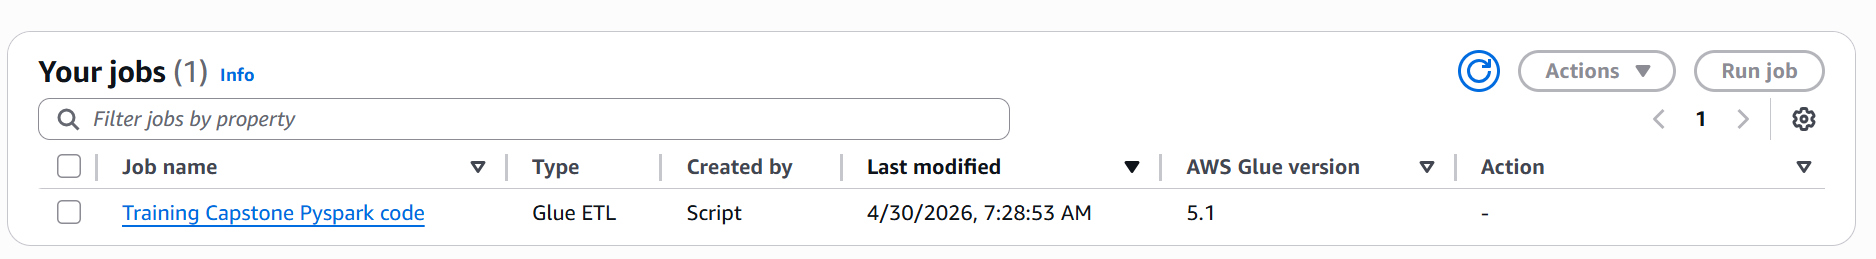 Your jobs (1) Info
Actions
Run job
Filter jobs by property
1
Job name Type Created by Last modified AWS Glue version Action
Training Capstone Pyspark code Glue ETL Script 4/30/2026, 7:28:53 AM 5.1 -